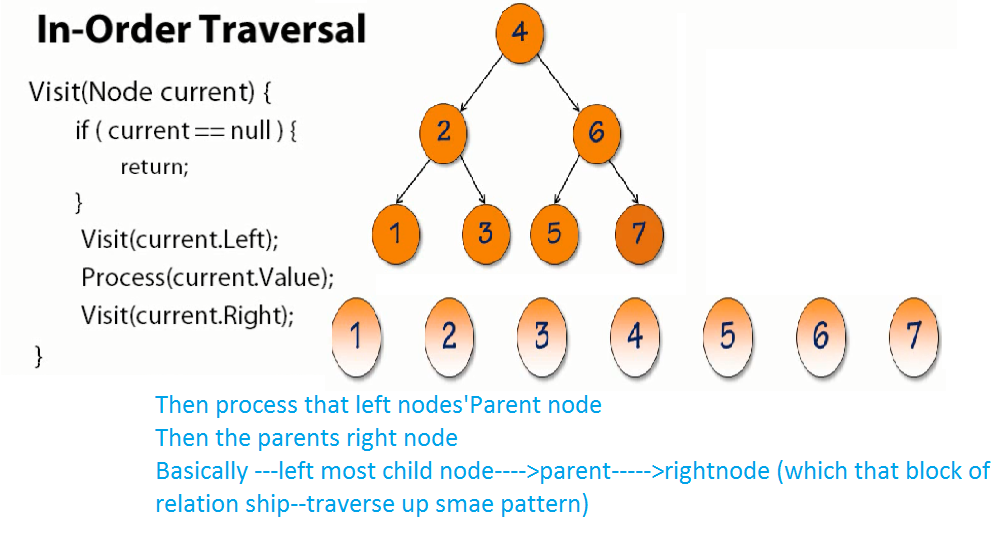 In-Order Traversal
Visit(Node current) {
if ( current == null ) {
return;
}
Visit(current.Left);
Process(current.Value);
Visit(current.Right);
}
4
2 6
1 3 5 7
1 2 3 4 5 6 7
Then process that left nodes'Parent node
Then the parents right node
Basically ---left most child node---->parent----->rightnode (which that block of
relation ship--traverse up smae pattern)